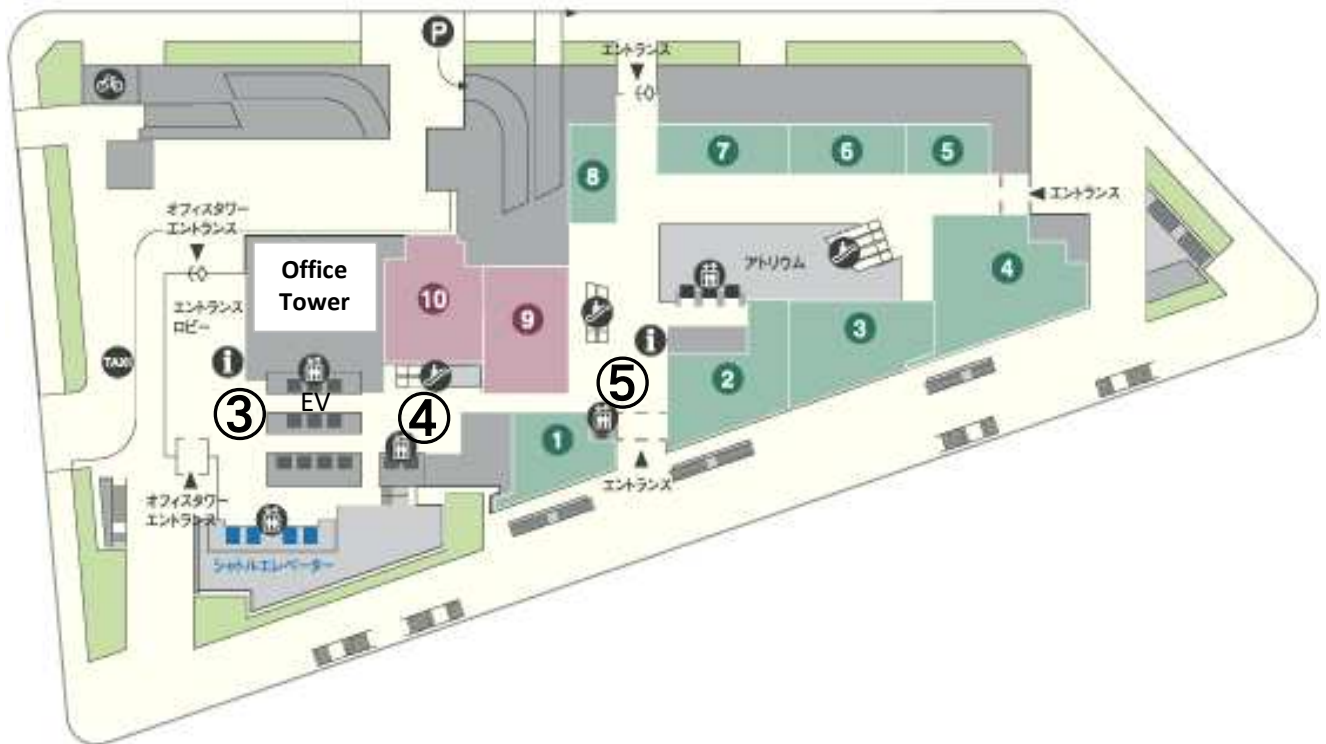 P
エントランス
7
6
5
8
エントランス
オフィスタワー
エントランス
Office
Tower
アトリウム
4
10
エントランス
ロビー
9
3
i
TAXI
i
2
③
EV
④
⑤
1
エントランス
オフィスタワー
エントランス
シャトルエレベーター